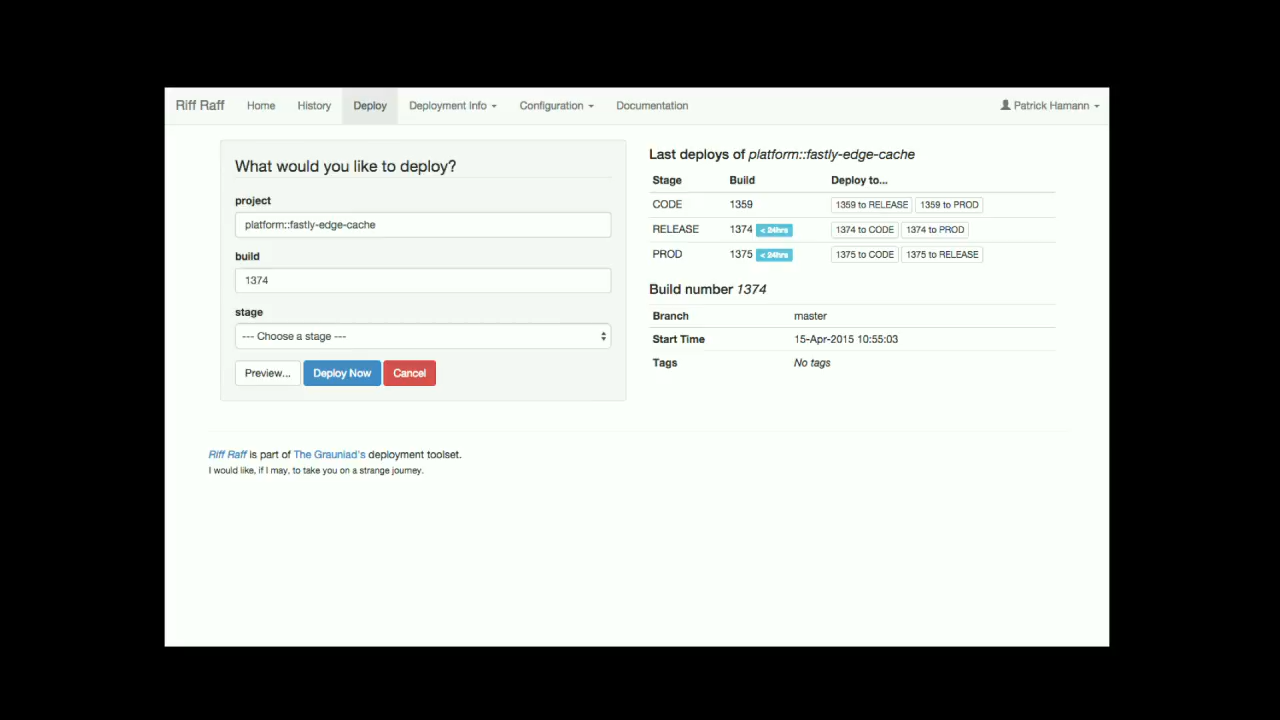 Riff Raff Home History Deploy Deployment Info Configuration Documentation Patrick Hamann
What would you like to deploy?
project
platform::fastly-edge-cache
build
1374
stage
--- Choose a stage ---
Preview... Deploy Now Cancel
Last deploys of platform::fastly-edge-cache
Stage Build Deploy to...
CODE 1359 1359 to RELEASE 1359 to PROD
RELEASE 1374 < 24hrs 1374 to CODE 1374 to PROD
PROD 1375 < 24hrs 1375 to CODE 1375 to RELEASE
Build number 1374
Branch master
Start Time 15-Apr-2015 10:55:03
Tags No tags
Riff Raff is part of The Grauniad's deployment toolset.
I would like, if I may, to take you on a strange journey.